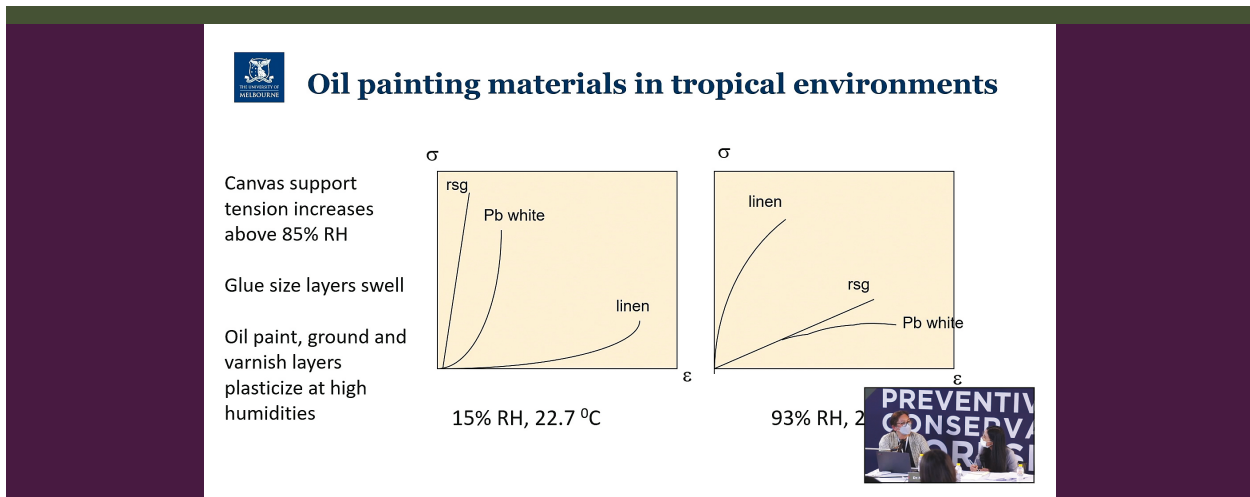 THE UNIVERSITY OF
MELBOURNE
Oil painting materials in tropical environments
Canvas support
tension increases
above 85% RH
Glue size layers swell
Oil paint, ground and
varnish layers
plasticize at high
humidities
σ
rsg
Pb white
linen
ε
15% RH, 22.7 ⁰C
σ
linen
rsg
Pb white
ε
93% RH, 2
PREVENTIV
CONSERVA